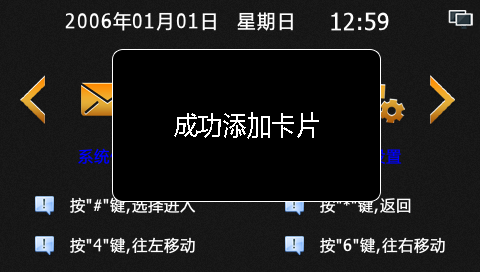 2006年01月01日 星期日 12:59
成功添加卡片
系统
按"#"键,选择进入
按"*"键,返回
按"4"键,往左移动
按"6"键,往右移动